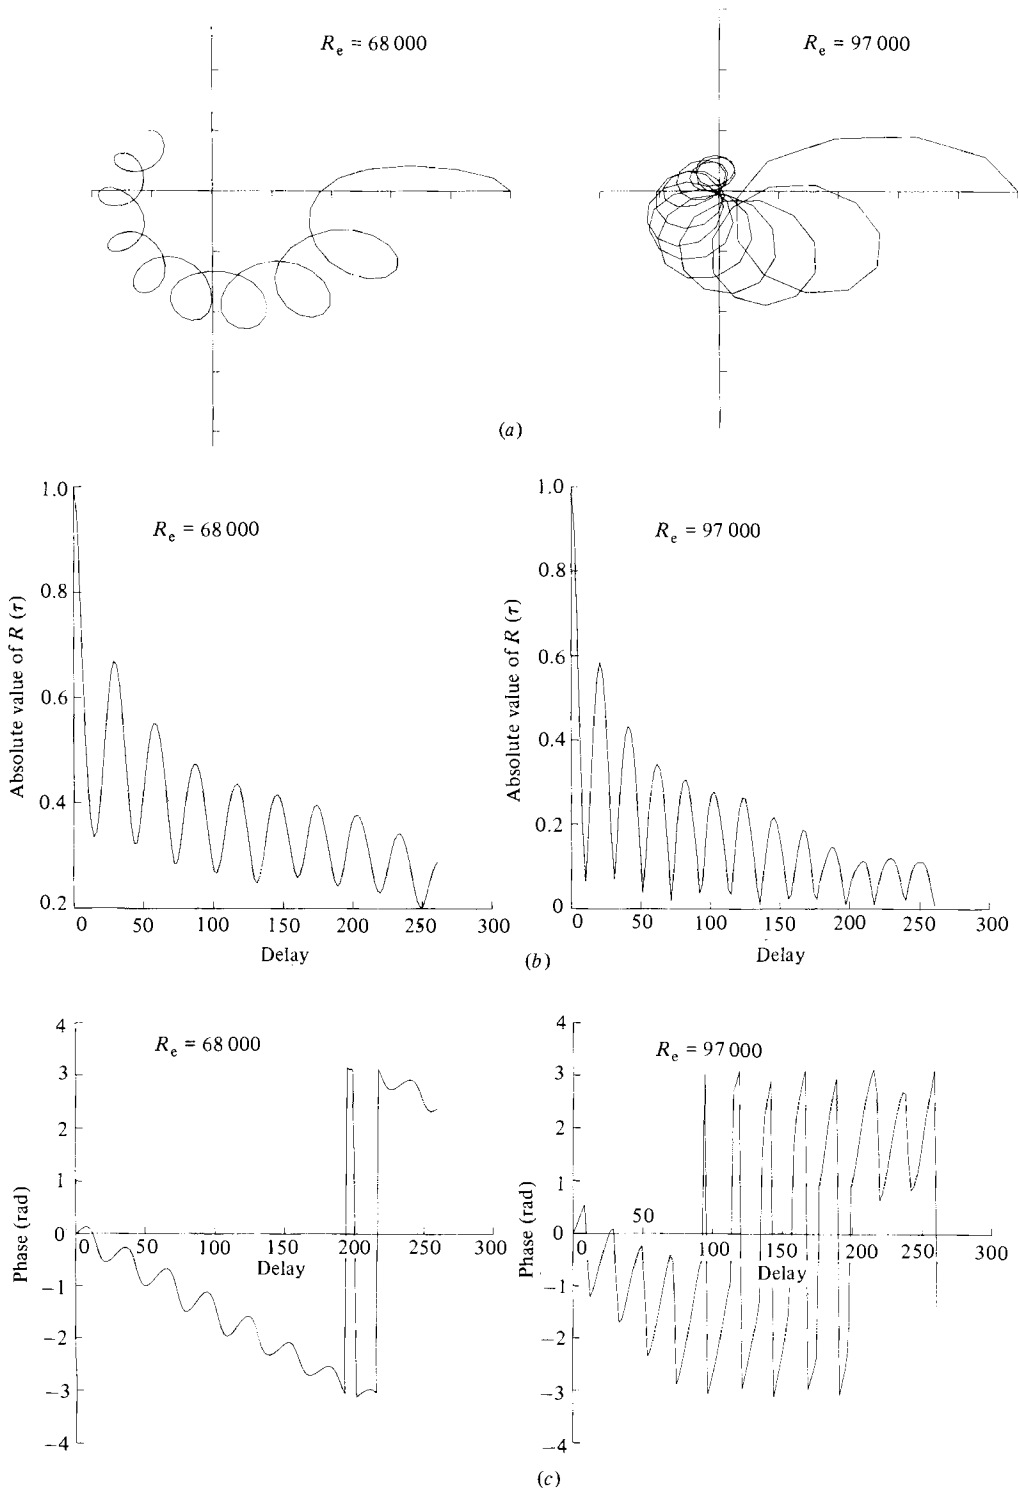 R_e = 68 000
R_e = 97 000
(a)
1.0
0.8
0.6
0.4
0.2
0 50 100 150 200 250 300
Delay
Absolute value of R (τ)
R_e = 68 000
1.0
0.8
0.6
0.4
0.2
0
0 50 100 150 200 250 300
Delay
Absolute value of R (τ)
R_e = 97 000
(b)
4
3
2
1
0
−1
−2
−3
−4
0 50 100 150 200 250 300
Delay
Phase (rad)
R_e = 68 000
4
3
2
1
0
−1
−2
−3
−4
0 50 100 150 200 250 300
Delay
Phase (rad)
R_e = 97 000
(c)